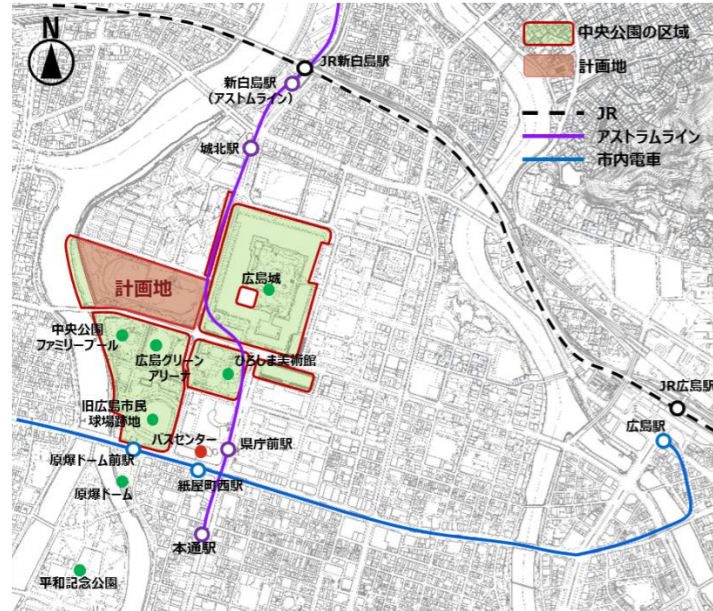 N
中央公園の区域
計画地
JR
アストラムライン
市内電車
JR新白島駅
新白島駅
(アストムライン)
城北駅
広島城
計画地
中央公園
ファミリープール
広島グリーン
アリーナ
ひろしま美術館
旧広島市民
球場跡地
バスセンター
県庁前駅
原爆ドーム前駅
紙屋町西駅
原爆ドーム
本通駅
平和記念公園
JR広島駅
広島駅